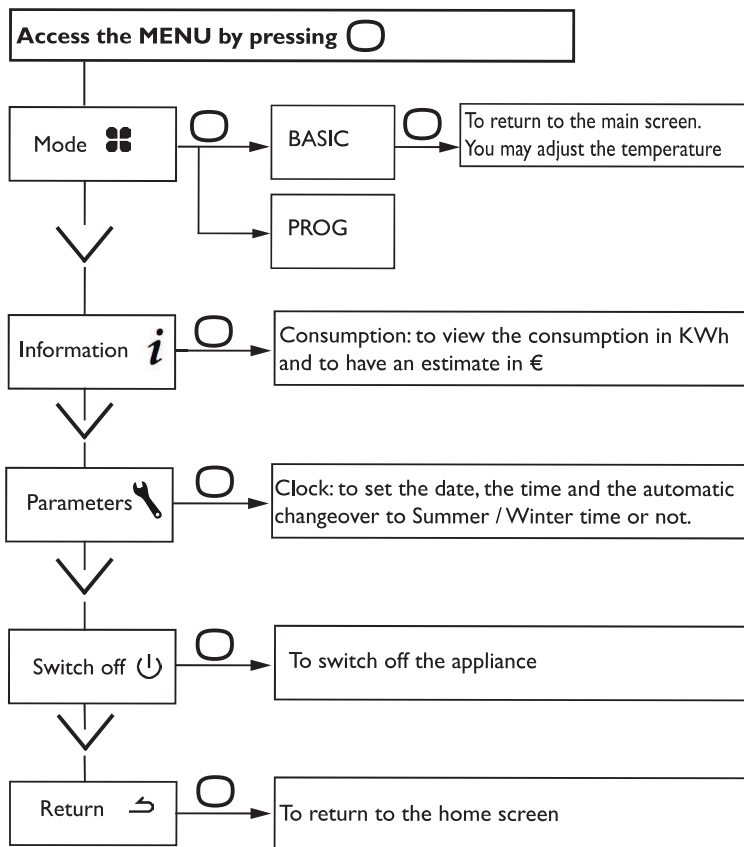 Access the MENU by pressing
Mode
BASIC
To return to the main screen.
You may adjust the temperature
PROG
Information
Consumption: to view the consumption in KWh
and to have an estimate in €
Parameters
Clock: to set the date, the time and the automatic
changeover to Summer / Winter time or not.
Switch off
To switch off the appliance
Return
To return to the home screen